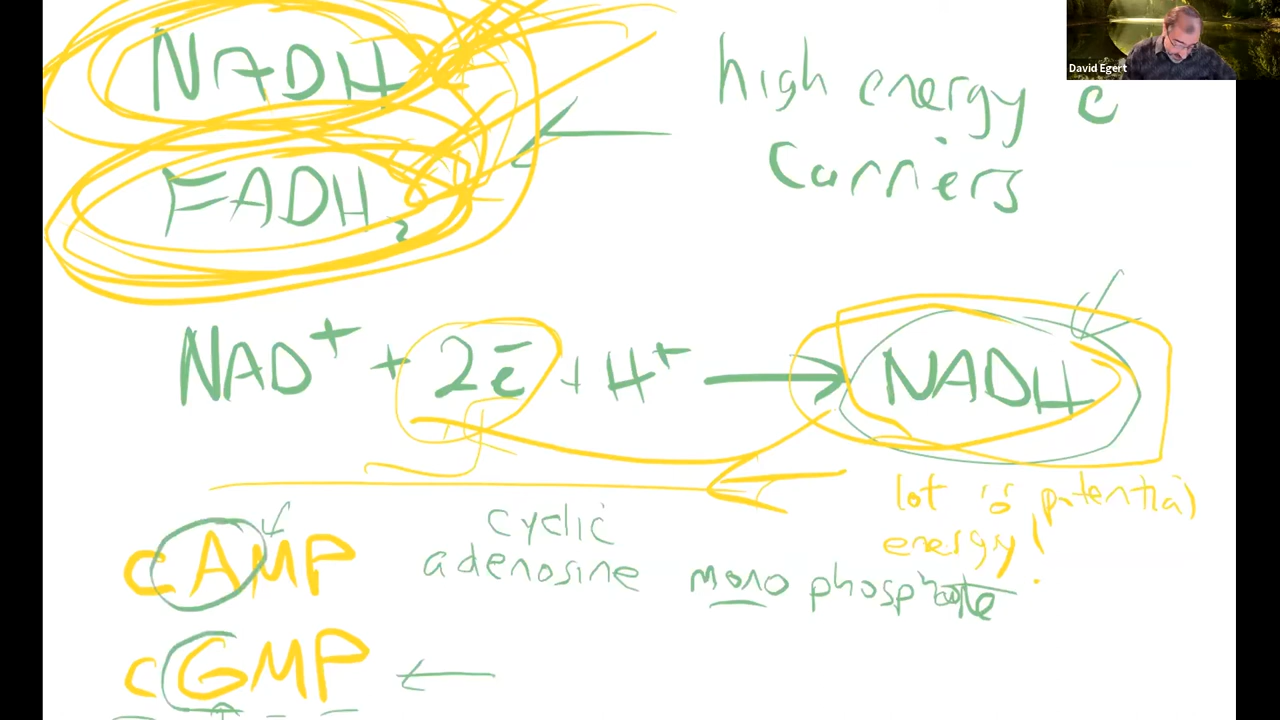 NADH
high energy e
David Egert
carriers
FADH2
NAD+ + 2e- + H+ → NADH
lot o potential
energy!
cyclic
cAMP
adenosine mono phosphate
cGMP ←